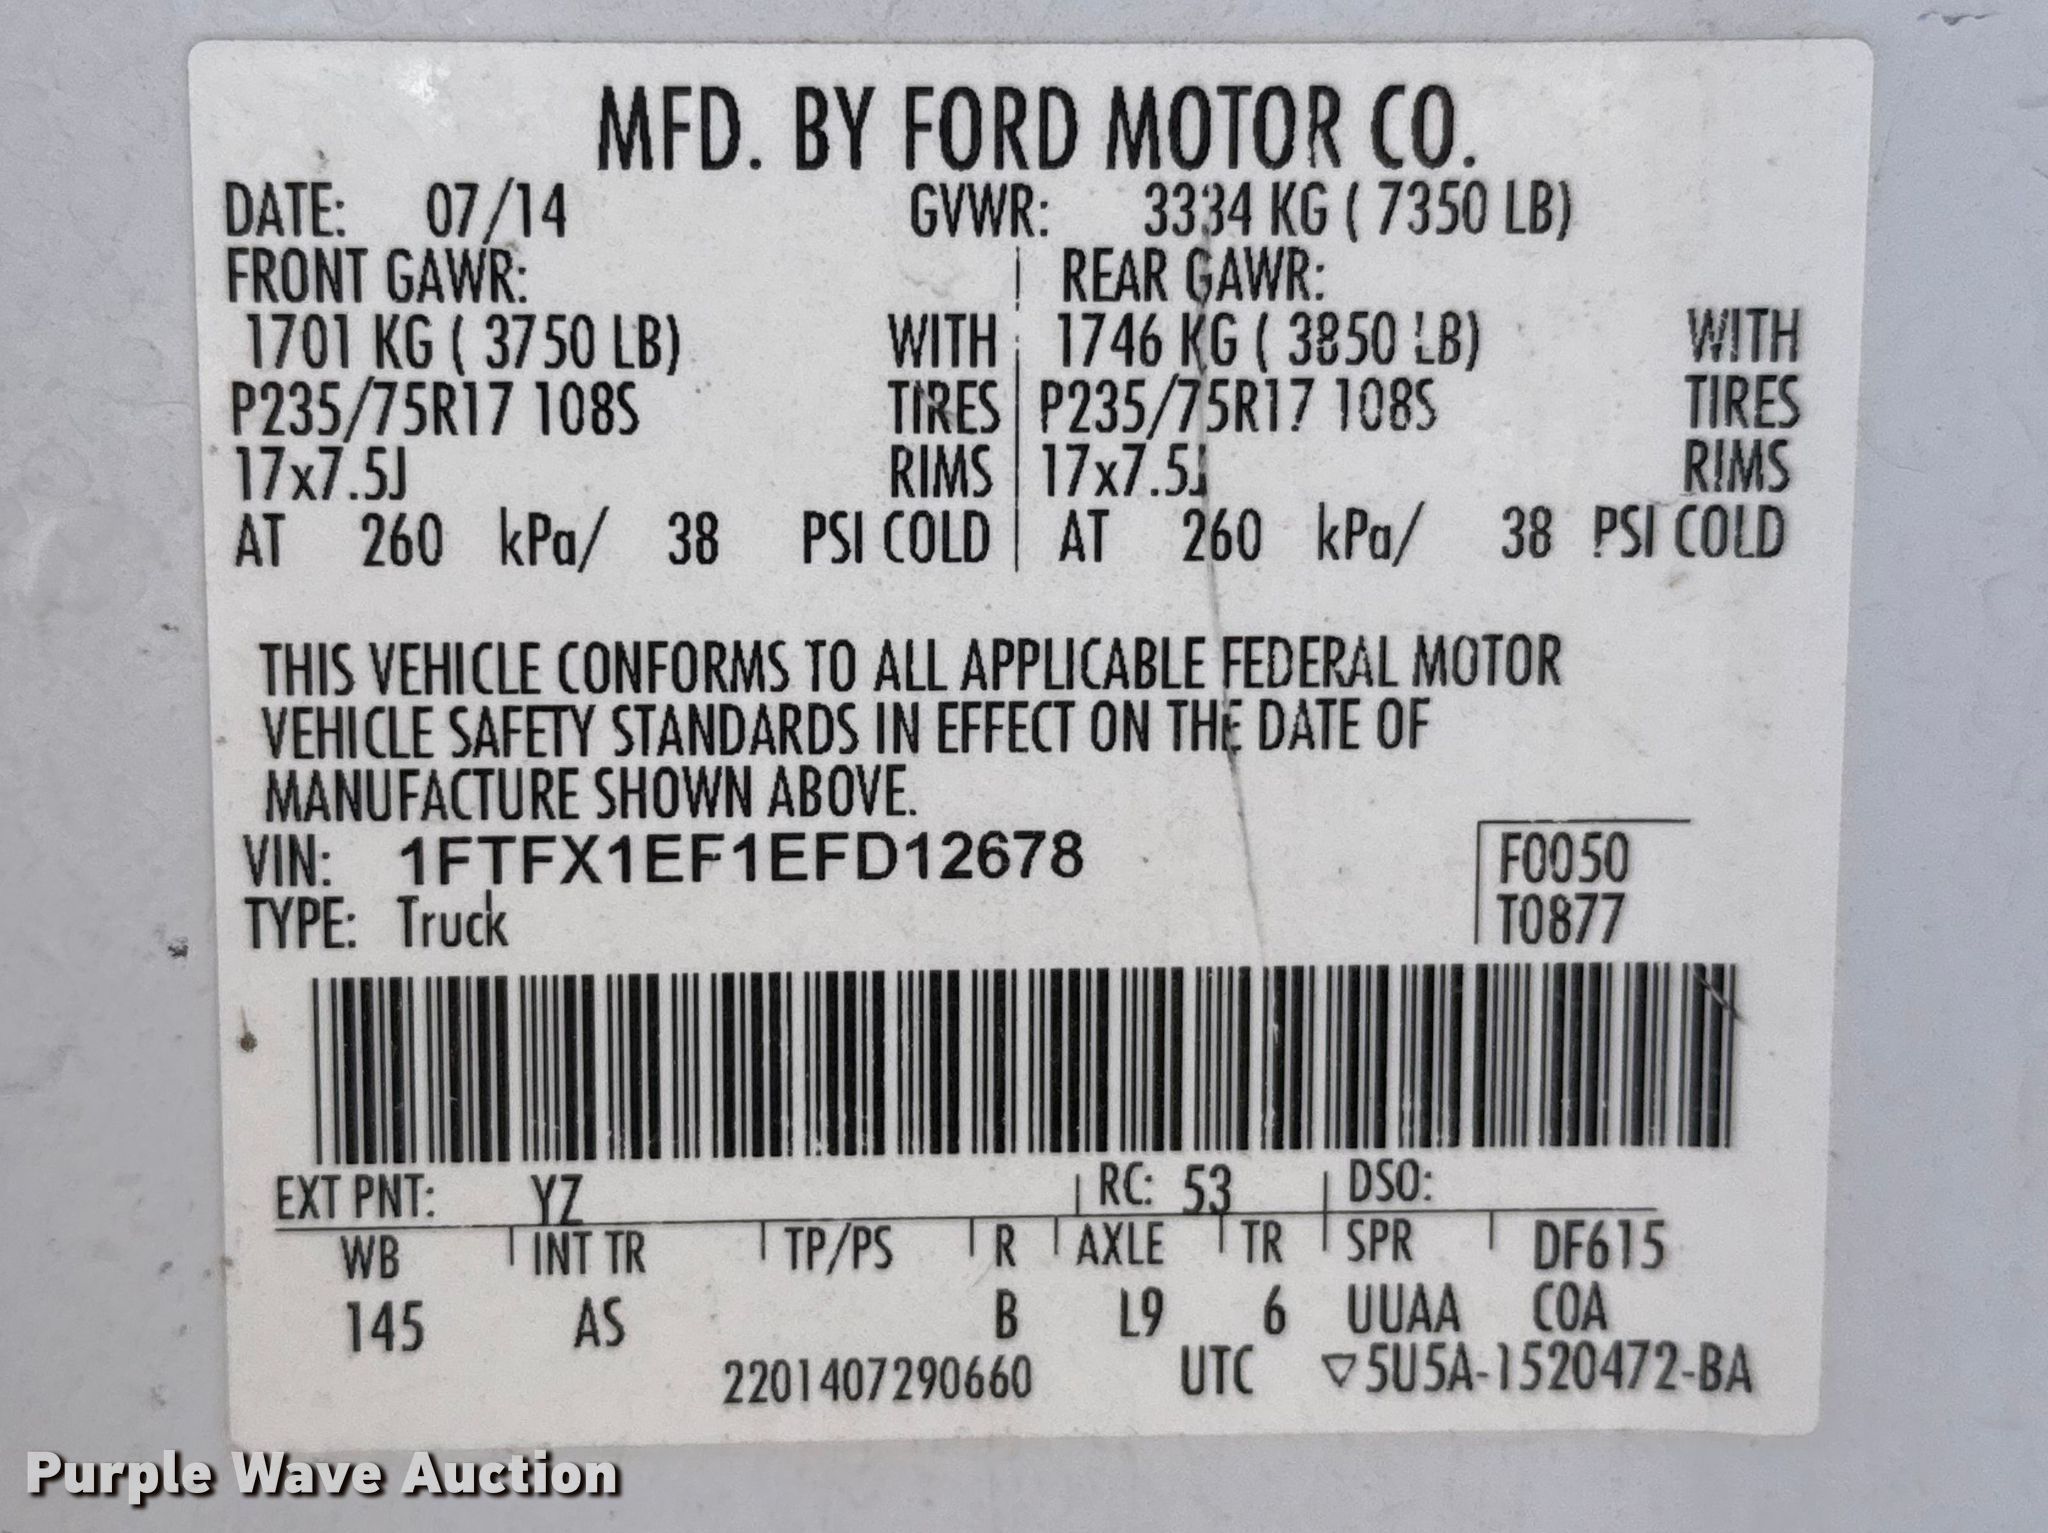 MFD. BY FORD MOTOR CO.
DATE: 07/14 GVWR: 3334 KG ( 7350 LB)
FRONT GAWR: REAR GAWR:
1701 KG ( 3750 LB) WITH 1746 KG ( 3850 LB) WITH
P235/75R17 108S TIRES P235/75R17 108S TIRES
17x7.5J RIMS 17x7.5J RIMS
AT 260 kPa/ 38 PSI COLD AT 260 kPa/ 38 PSI COLD
THIS VEHICLE CONFORMS TO ALL APPLICABLE FEDERAL MOTOR
VEHICLE SAFETY STANDARDS IN EFFECT ON THE DATE OF
MANUFACTURE SHOWN ABOVE.
VIN: 1FTFX1EF1EFD12678 F0050
TYPE: Truck T0877
EXT PNT: YZ RC: 53 DSO:
WB INT TR TP/PS R AXLE TR SPR DF615
145 AS B L9 6 UUAA COA
2201407290660 UTC ▽5U5A-1520472-BA
Purple Wave Auction